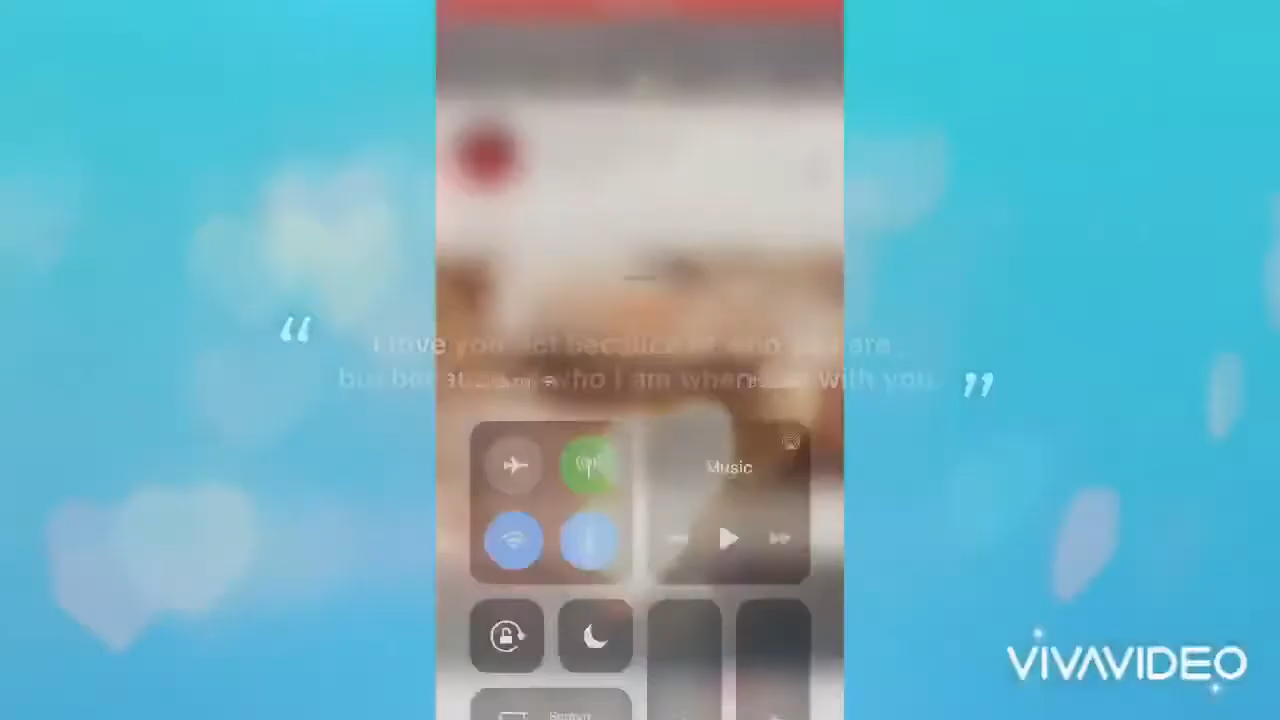 “ I love you not because of who you are
but because of who I am when I am with you ”
Music
Screen
VIVAVIDEO